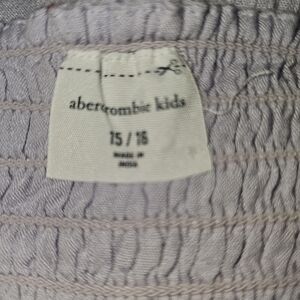 abercrombie kids
15 / 16
MADE IN
INDIA